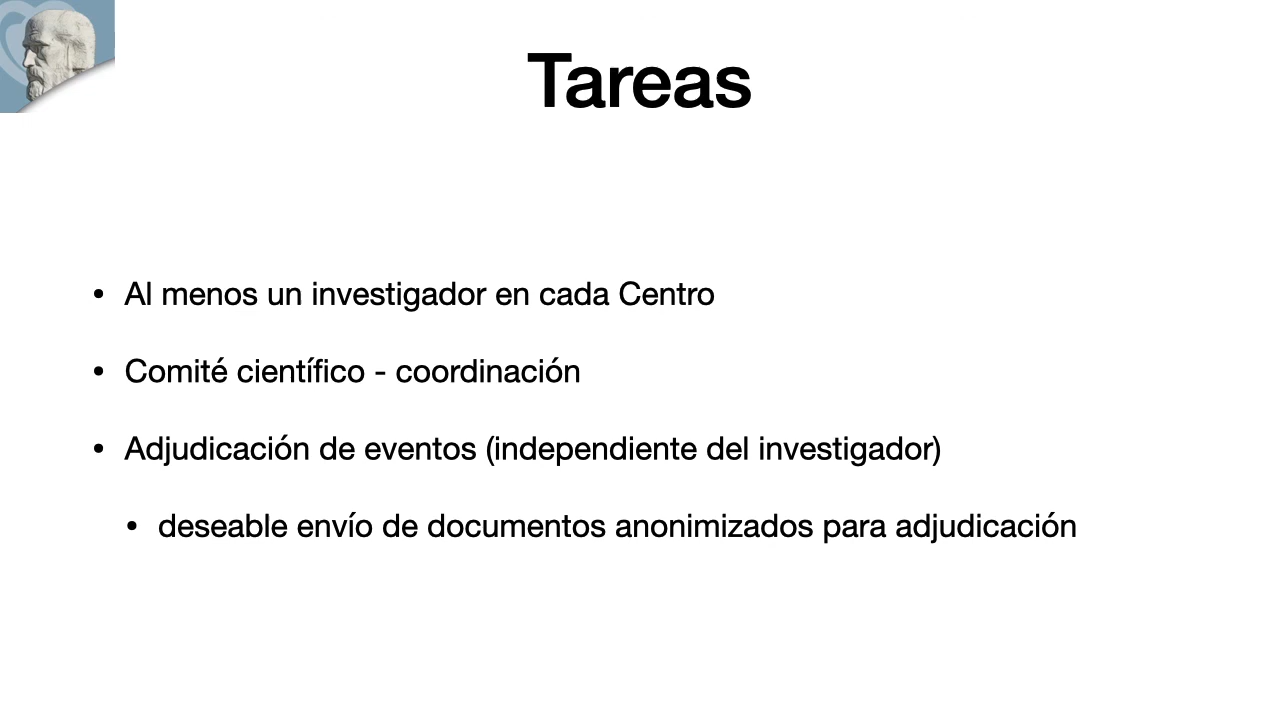 Tareas
• Al menos un investigador en cada Centro
• Comité científico - coordinación
• Adjudicación de eventos (independiente del investigador)
• deseable envío de documentos anonimizados para adjudicación